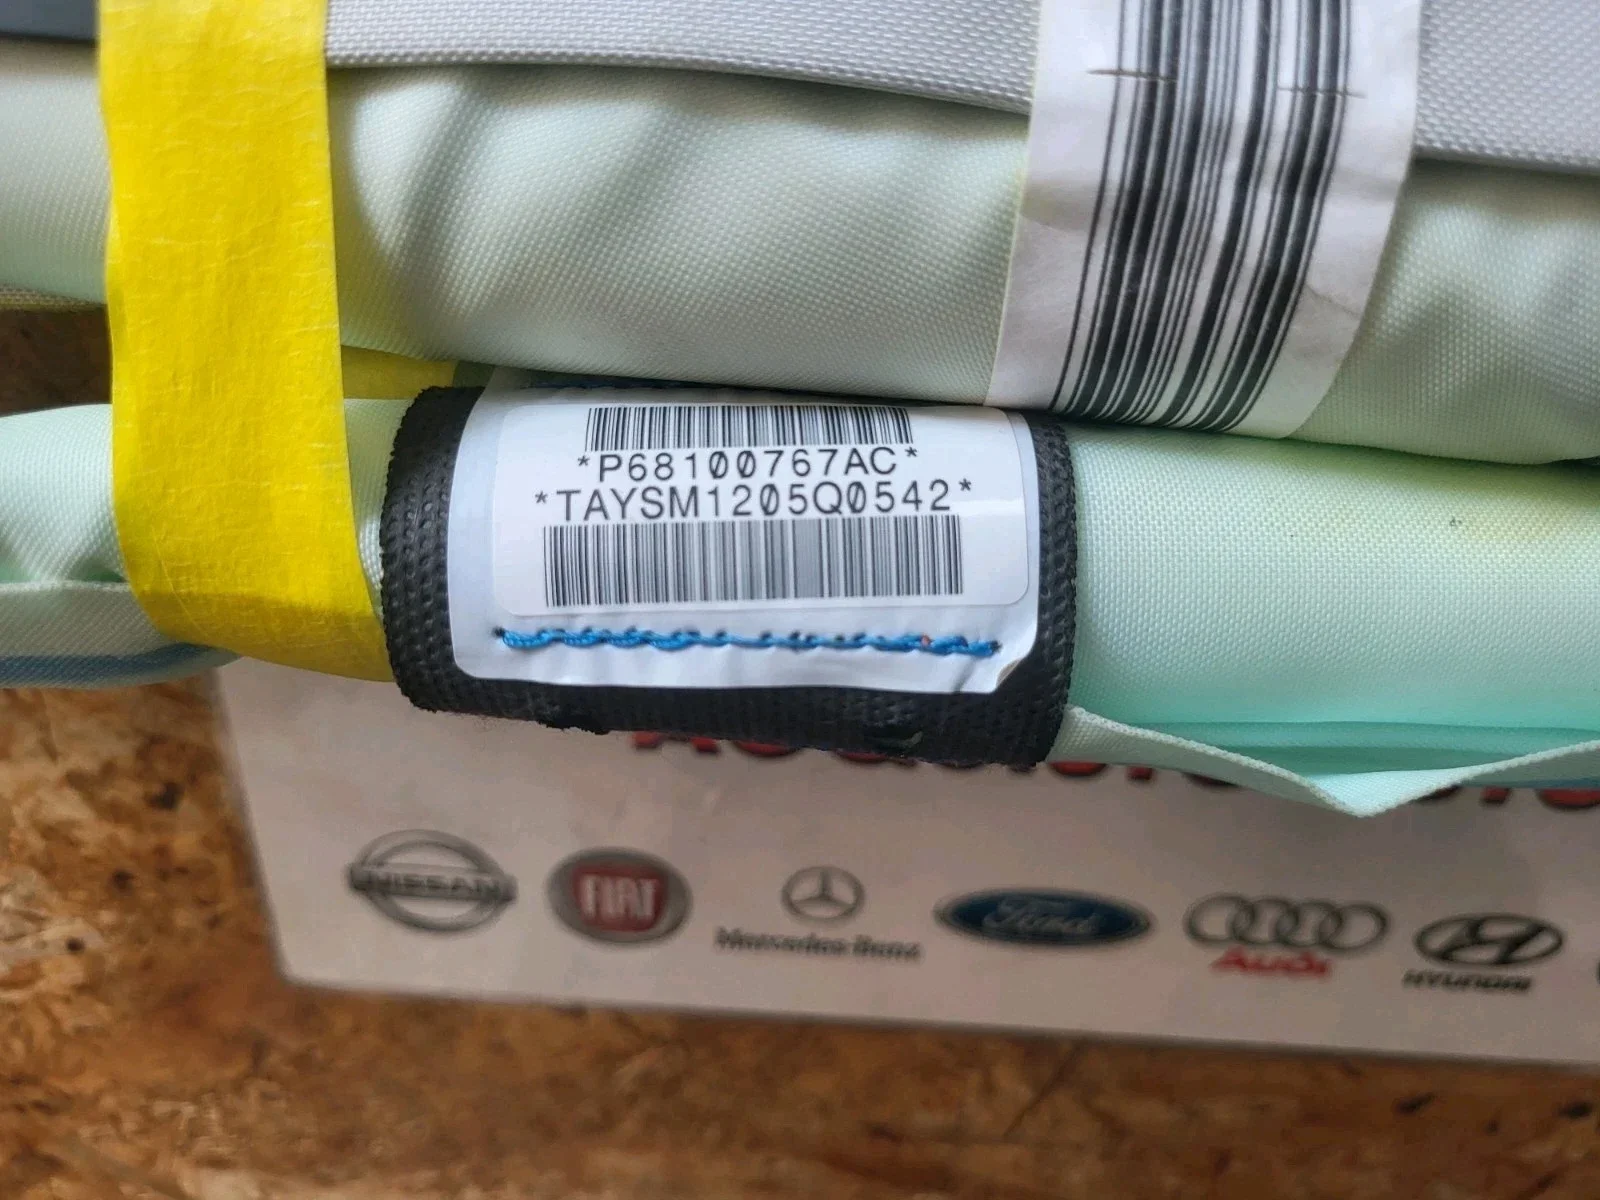 *P68100767AC*
*TAYSM1205Q0542*
NISSAN
FIAT
Mercedes-Benz
Ford
Audi
HYUNDAI